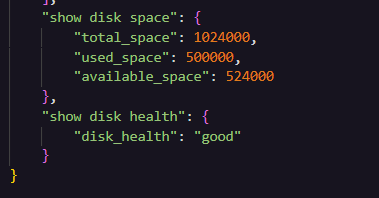 ],
"show disk space": {
"total_space": 1024000,
"used_space": 500000,
"available_space": 524000
},
"show disk health": {
"disk_health": "good"
}
}